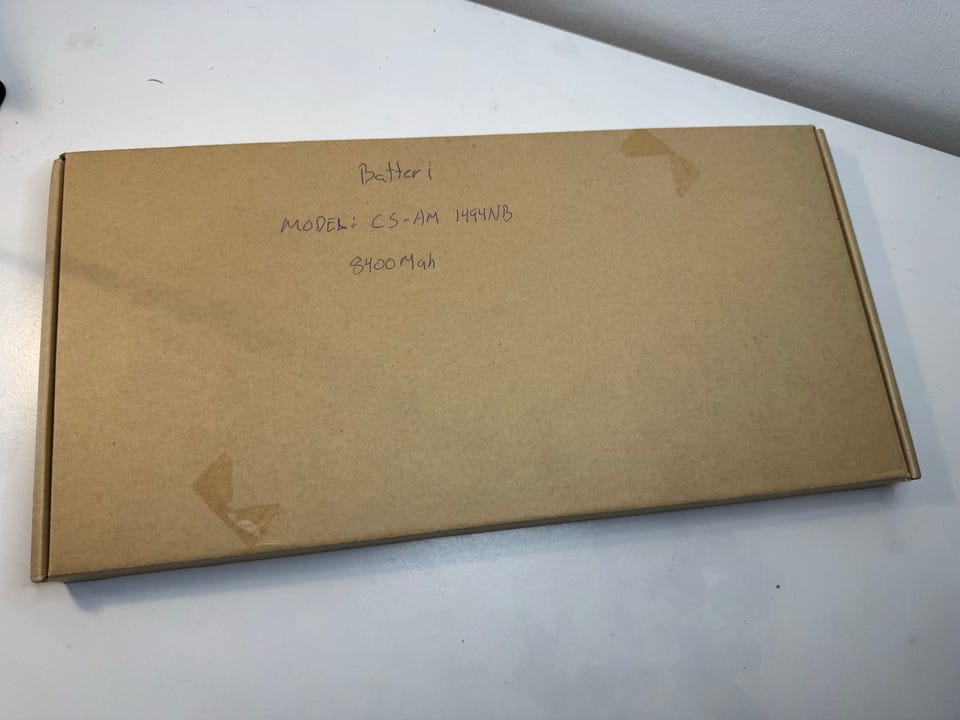 Batteri
MODEL: CS-AM 1494NB
8400Mah